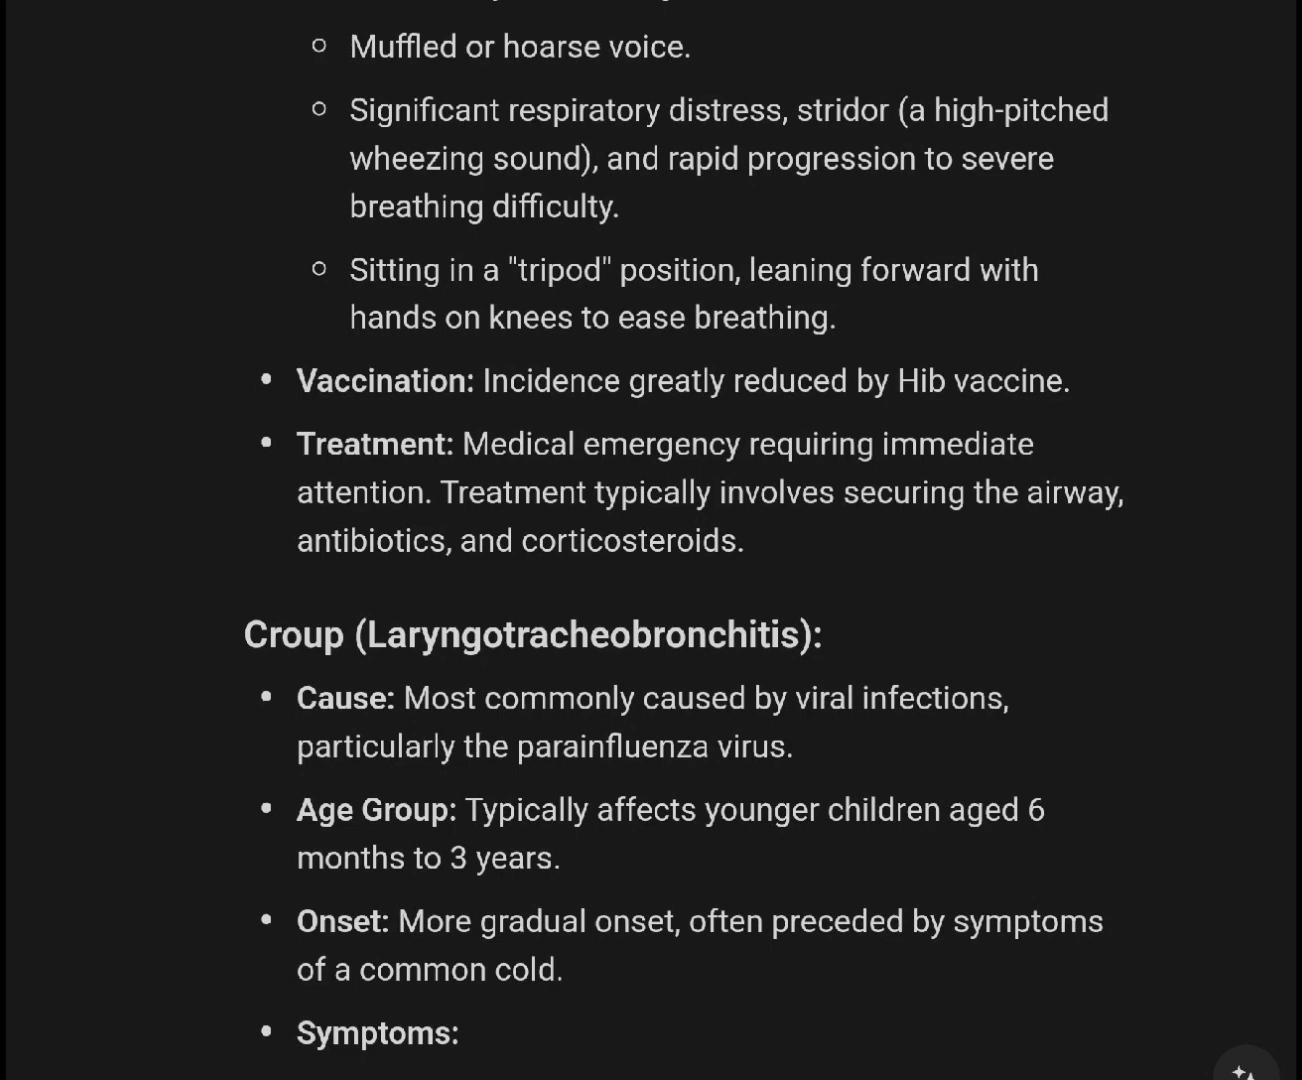 Muffled or hoarse voice.
Significant respiratory distress, stridor (a high-pitched
wheezing sound), and rapid progression to severe
breathing difficulty.
Sitting in a "tripod" position, leaning forward with
hands on knees to ease breathing.
Vaccination: Incidence greatly reduced by Hib vaccine.
Treatment: Medical emergency requiring immediate
attention. Treatment typically involves securing the airway,
antibiotics, and corticosteroids.
Croup (Laryngotracheobronchitis):
Cause: Most commonly caused by viral infections,
particularly the parainfluenza virus.
Age Group: Typically affects younger children aged 6
months to 3 years.
Onset: More gradual onset, often preceded by symptoms
of a common cold.
Symptoms: